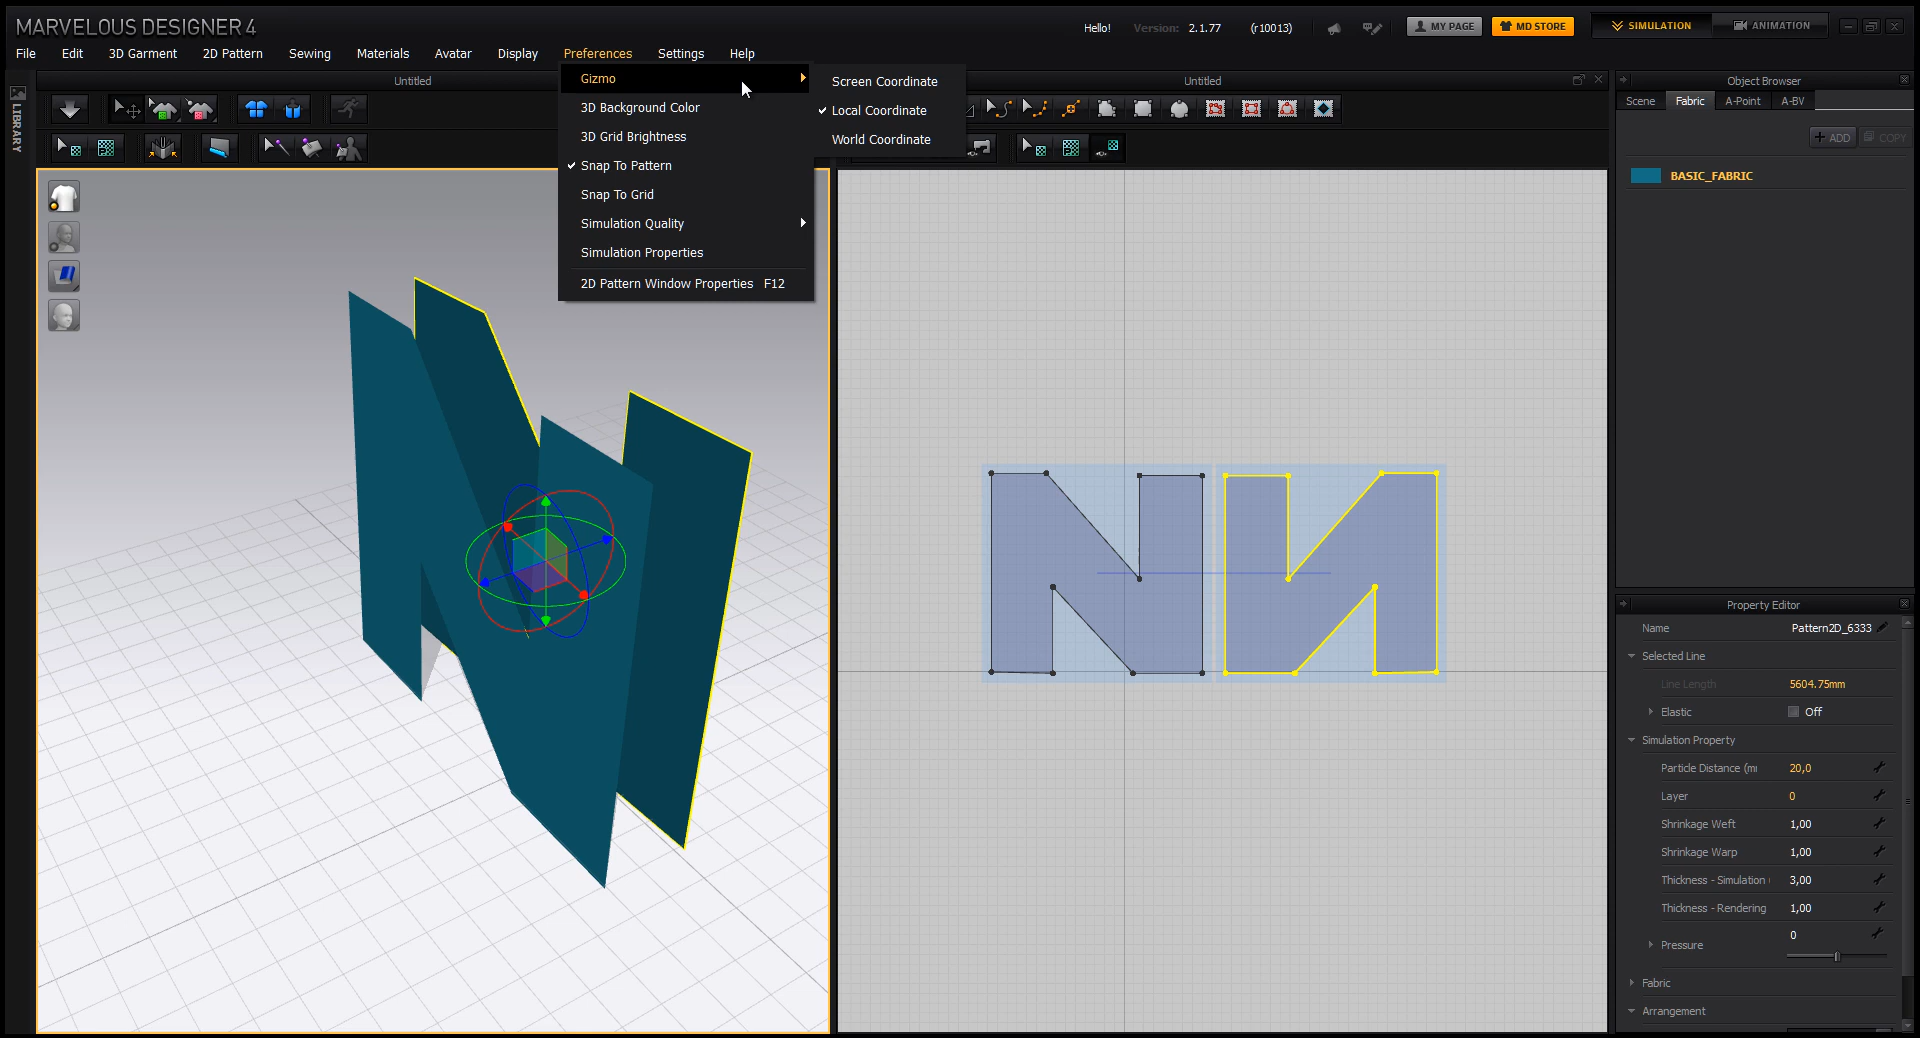 MARVELOUS DESIGNER 4
Hello! Version: 2.1.77 (r10013) MY PAGE MD STORE SIMULATION ANIMATION
File Edit 3D Garment 2D Pattern Sewing Materials Avatar Display Preferences Settings Help
LIBRARY
Untitled
Gizmo
3D Background Color
3D Grid Brightness
Snap To Pattern
Snap To Grid
Simulation Quality
Simulation Properties
2D Pattern Window Properties F12
Screen Coordinate
Local Coordinate
World Coordinate
Untitled
Object Browser
Scene Fabric A-Point A-BV
+ ADD COPY
BASIC_FABRIC
Property Editor
Name Pattern2D_6333
Selected Line
Line Length 5604.75mm
Elastic Off
Simulation Property
Particle Distance (m 20,0
Layer 0
Shrinkage Weft 1,00
Shrinkage Warp 1,00
Thickness - Simulation 3,00
Thickness - Rendering 1,00
Pressure 0
Fabric
Arrangement